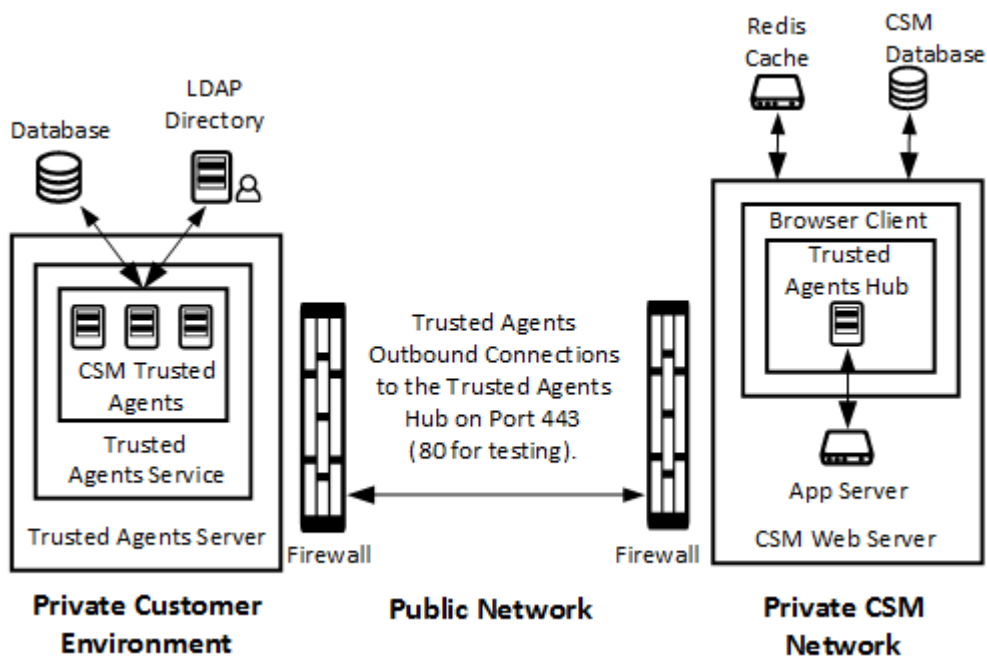 Database
LDAP
Directory
CSM Trusted
Agents
Trusted
Agents Service
Trusted Agents Server
Firewall
Private Customer
Environment
Trusted Agents
Outbound Connections
to the Trusted Agents
Hub on Port 443
(80 for testing).
Public Network
Firewall
Redis
Cache
CSM
Database
Browser Client
Trusted
Agents Hub
App Server
CSM Web Server
Private CSM
Network